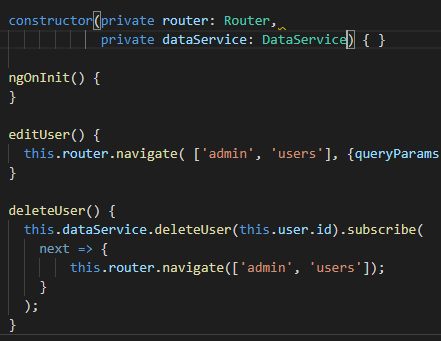 constructor(private router: Router,
            private dataService: DataService) { }

ngOnInit() {
}

editUser() {
  this.router.navigate( ['admin', 'users'], {queryParams
}

deleteUser() {
  this.dataService.deleteUser(this.user.id).subscribe(
    next => {
        this.router.navigate(['admin', 'users']);
    }
  );
}